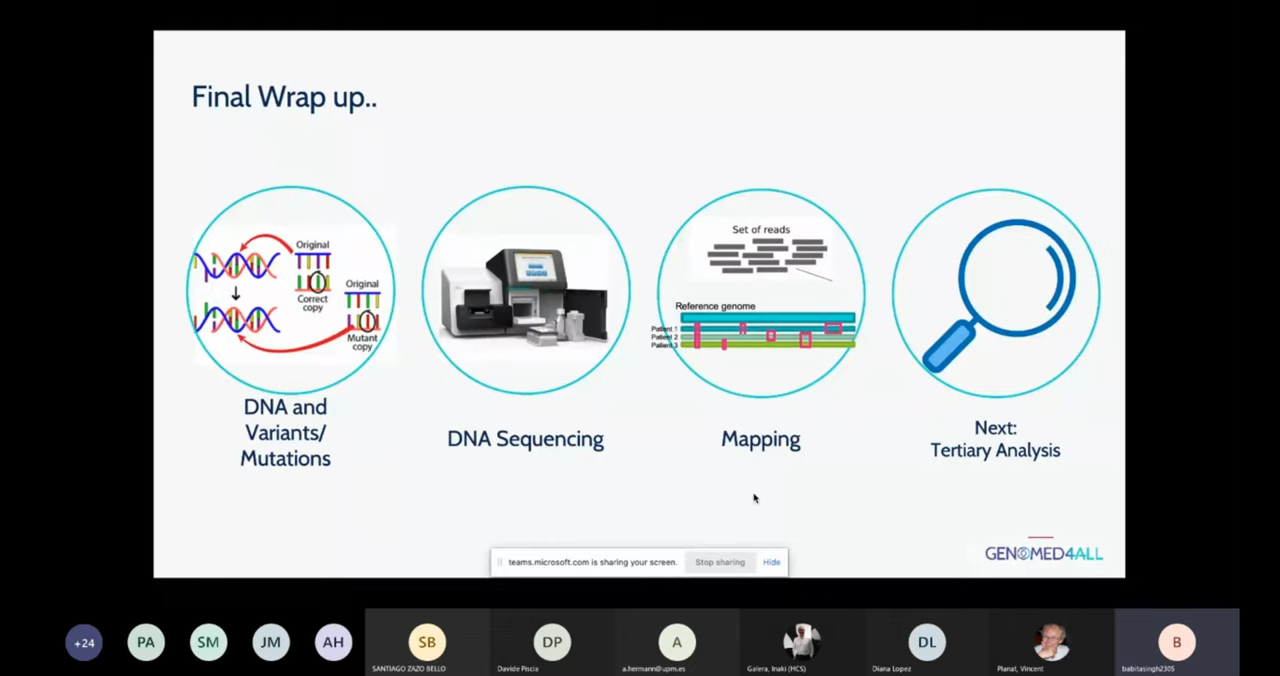 Final Wrap up..
Original
Correct
copy
Original
Mutant
copy
Set of reads
Reference genome
Patient 1
Patient 2
Patient 3
DNA and
Variants/
Mutations
DNA Sequencing
Mapping
Next:
Tertiary Analysis
GENOMED4ALL
teams.microsoft.com is sharing your screen.
Stop sharing
Hide
+24
PA
SM
JM
AH
SB
DP
A
DL
B
SANTIAGO ZAZO BELLO
Davide Piscia
a.hermann@upm.es
Galera, Inaki (HCS)
Diana Lopez
Planat, Vincent
babitasingh2305